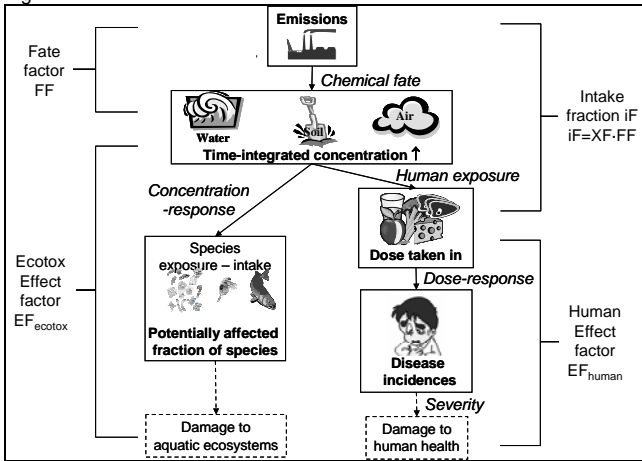 Emissions
Fate
factor
FF
Chemical fate
Intake
fraction iF
iF=XF·FF
Water
Soil
Air
Time-integrated concentration ↑
Concentration
-response
Human exposure
Species
exposure – intake
Dose taken in
Ecotox
Effect
factor
EFecotox
Dose-response
Potentially affected
fraction of species
Disease
incidences
Human
Effect
factor
EFhuman
Severity
Damage to
aquatic ecosystems
Damage to
human health